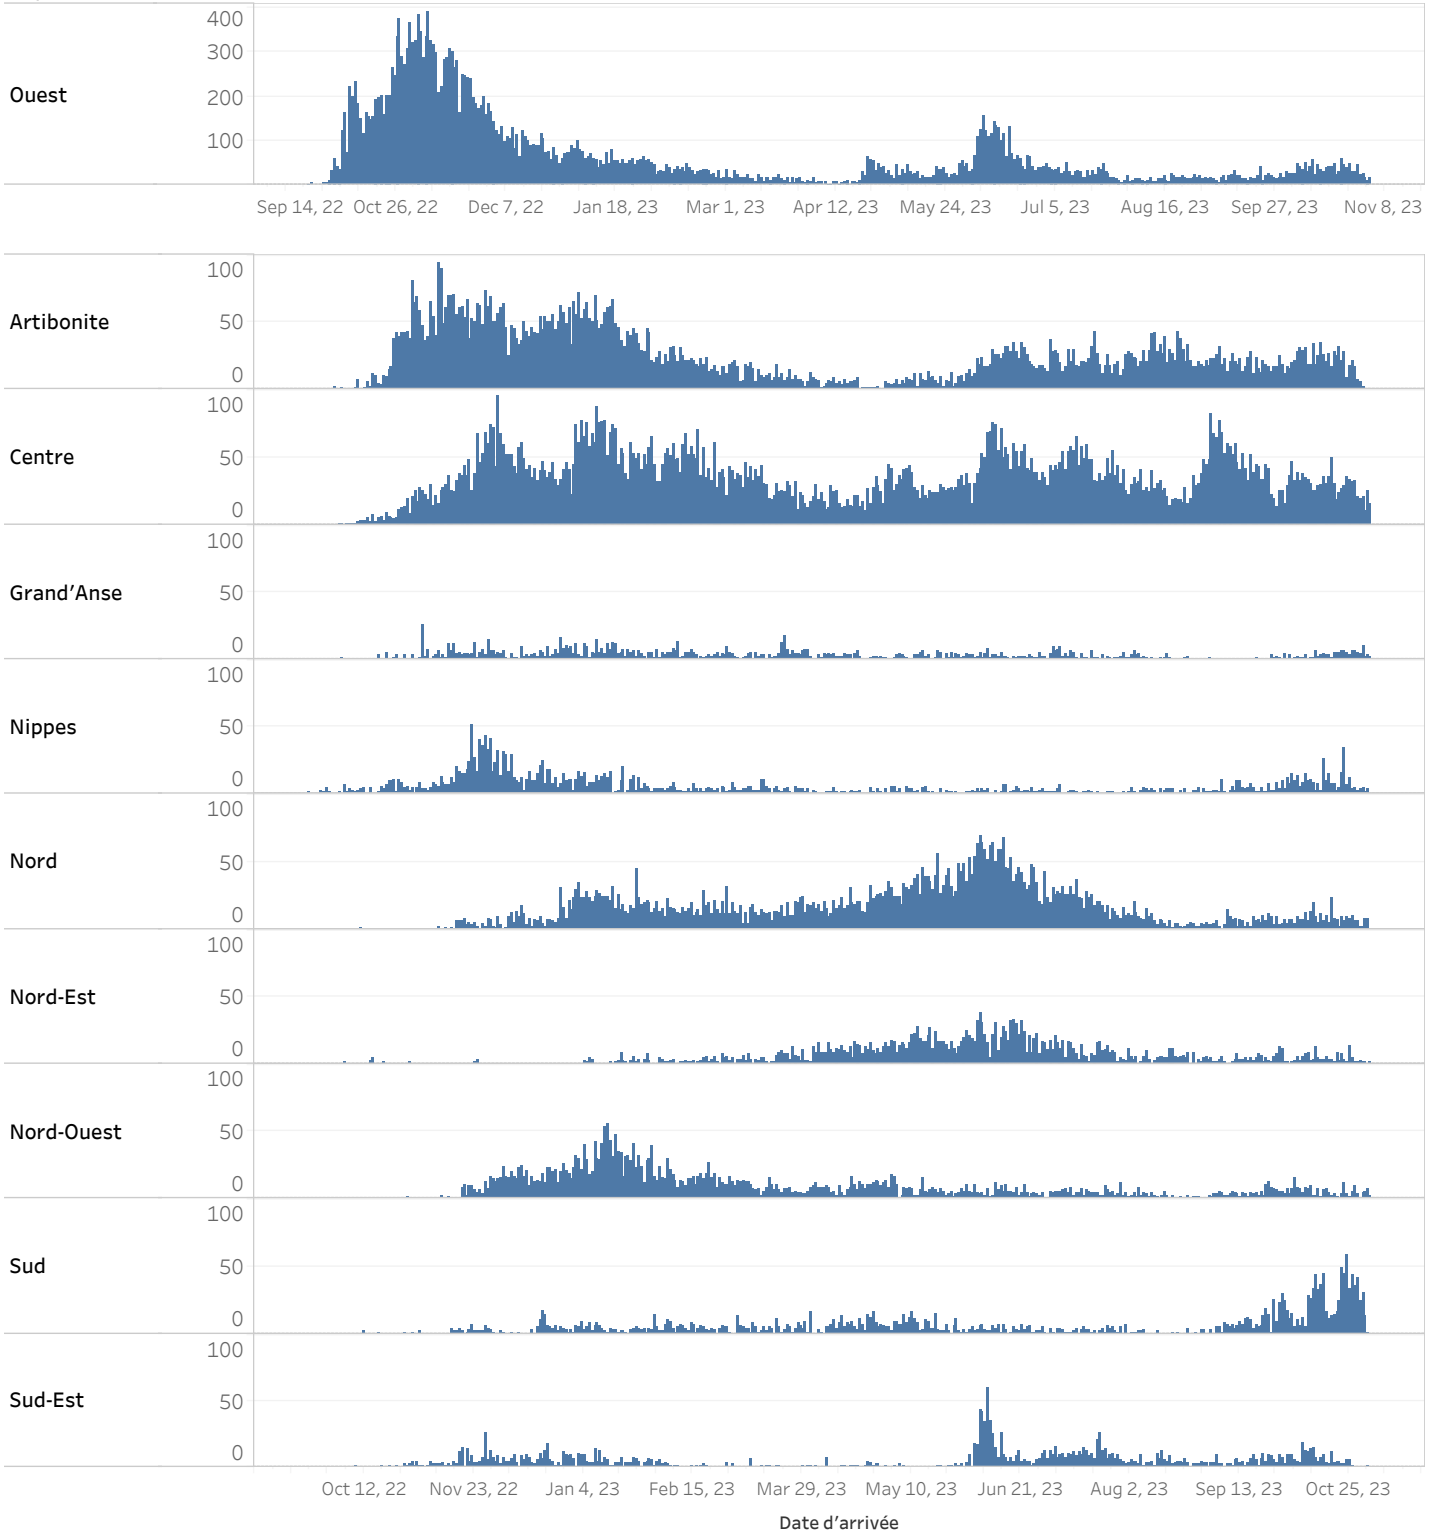 400
300
Ouest
200
100
Sep 14, 22 Oct 26, 22 Dec 7, 22 Jan 18, 23 Mar 1, 23 Apr 12, 23 May 24, 23 Jul 5, 23 Aug 16, 23 Sep 27, 23 Nov 8, 23
100
Artibonite 50
0
100
Centre 50
0
100
Grand'Anse 50
0
100
Nippes 50
0
100
Nord 50
0
100
Nord-Est 50
0
100
Nord-Ouest 50
0
100
Sud 50
0
100
Sud-Est 50
0
Oct 12, 22 Nov 23, 22 Jan 4, 23 Feb 15, 23 Mar 29, 23 May 10, 23 Jun 21, 23 Aug 2, 23 Sep 13, 23 Oct 25, 23
Date d'arrivée